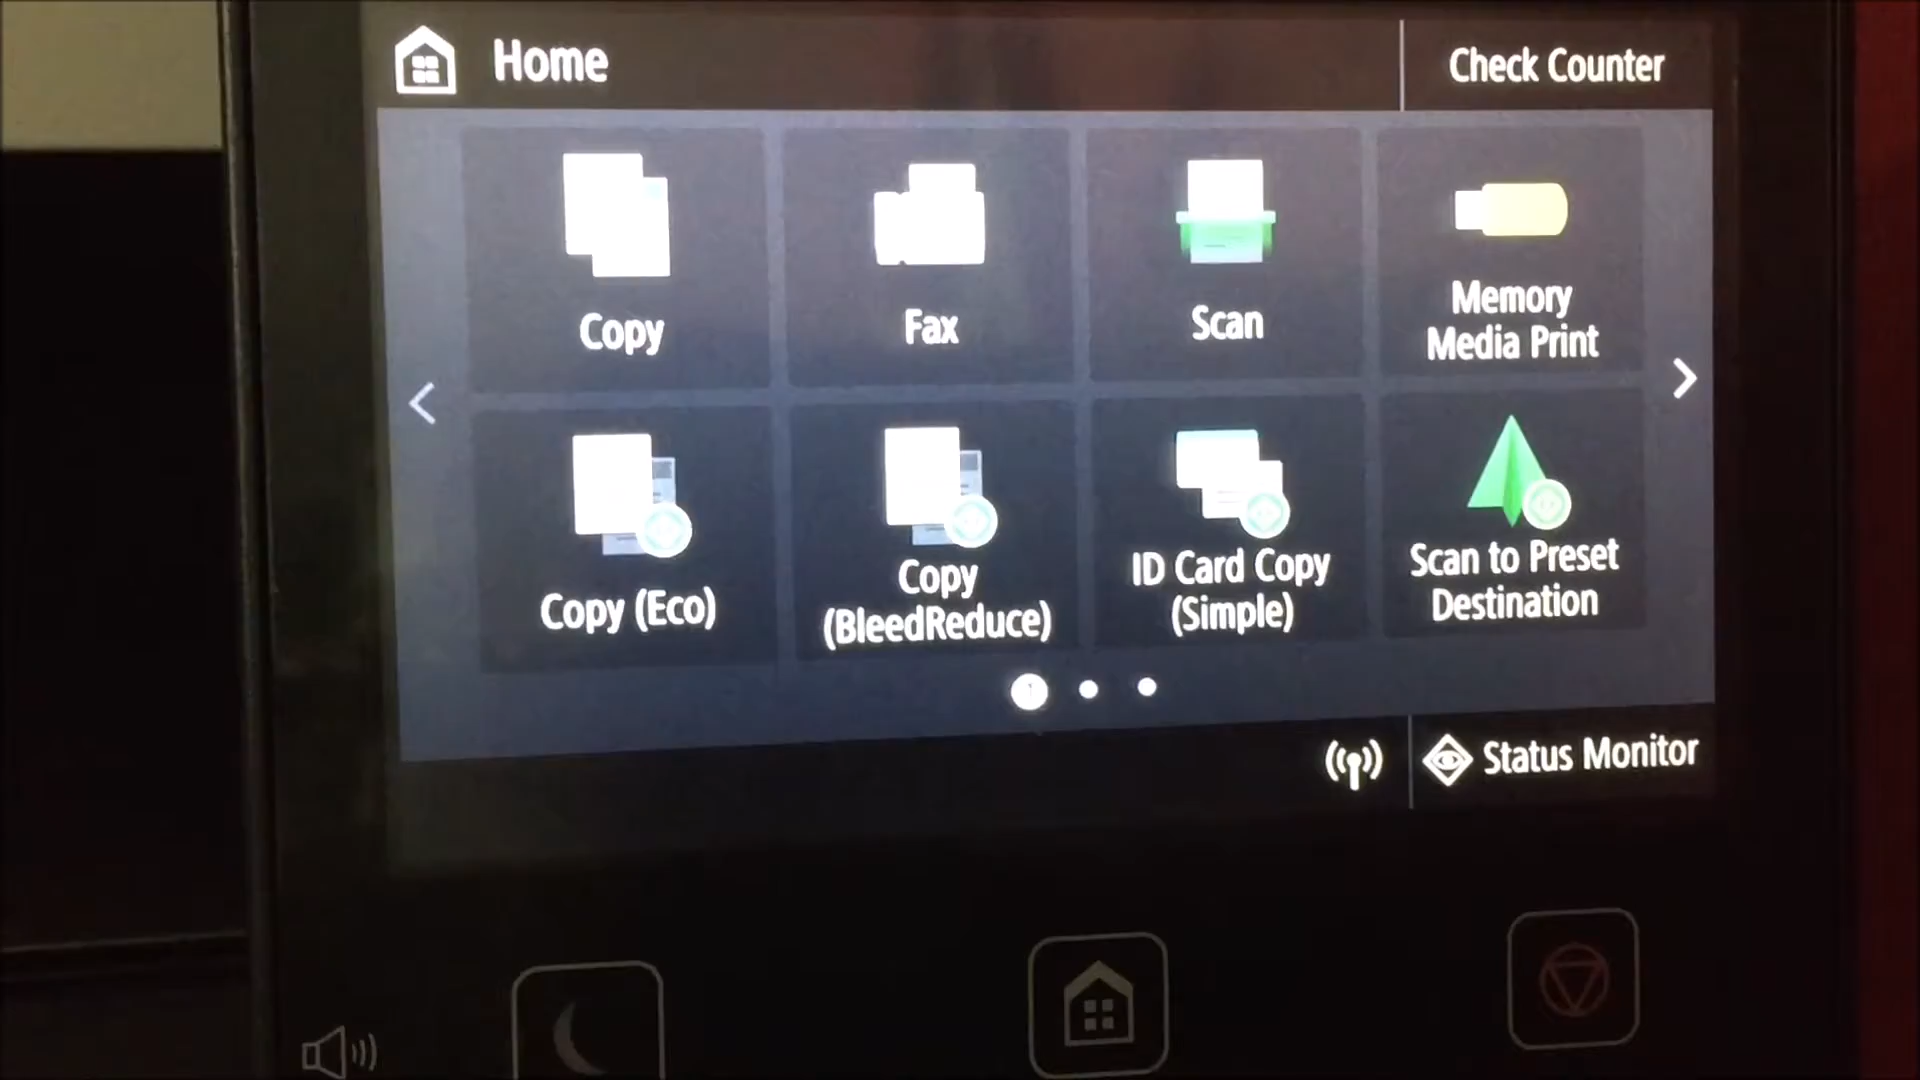 Home
Check Counter
Copy
Fax
Scan
Memory
Media Print
Copy (Eco)
Copy
(BleedReduce)
ID Card Copy
(Simple)
Scan to Preset
Destination
1
Status Monitor